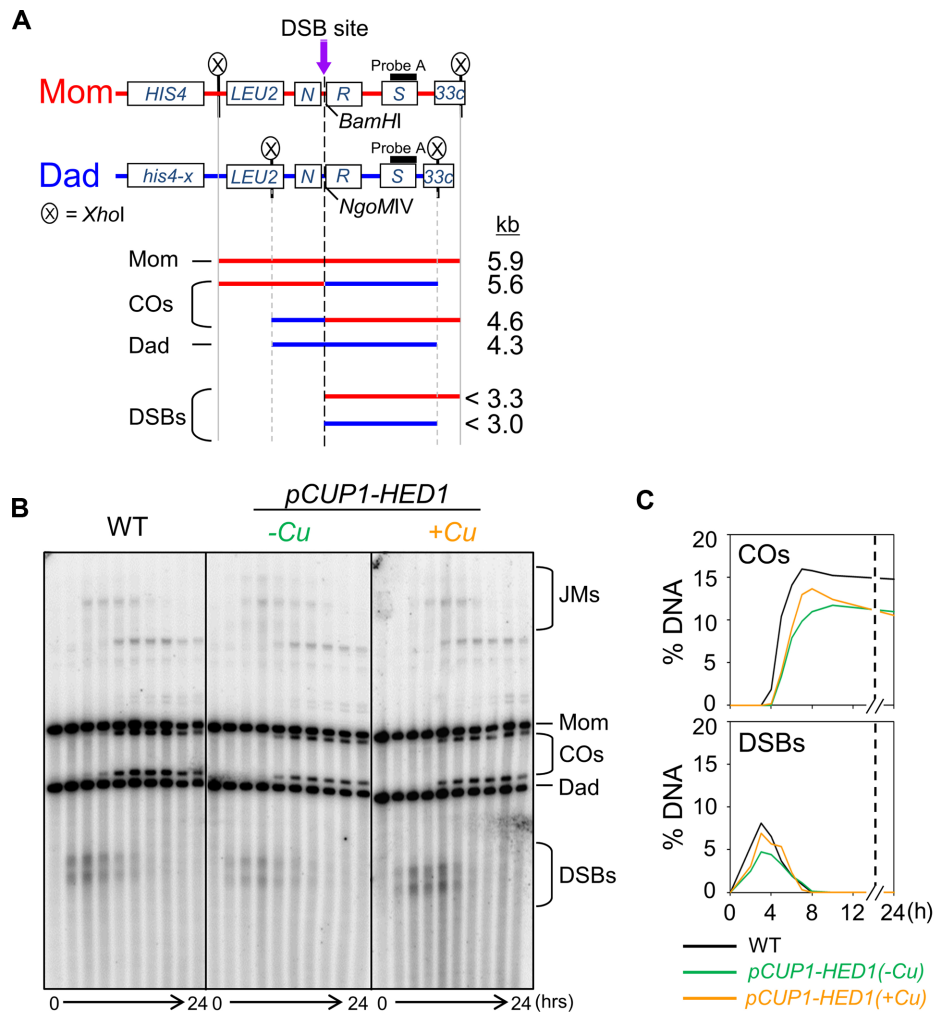 A
DSB site
X
Probe A
X
Mom
HIS4
LEU2
N
R
S
33c
BamHI
X
Probe A
X
Dad
his4-x
LEU2
N
R
S
33c
NgoMIV
X = XhoI
kb
Mom
5.9
5.6
COs
4.6
Dad
4.3
< 3.3
DSBs
< 3.0
B
pCUP1-HED1
WT
-Cu
+Cu
JMs
Mom
COs
Dad
DSBs
0 24 0 24 0 24 (hrs)
C
20
COs
15
10
5
0
% DNA
20
DSBs
15
10
5
0
% DNA
0 4 8 12 24 (h)
WT
pCUP1-HED1(-Cu)
pCUP1-HED1(+Cu)